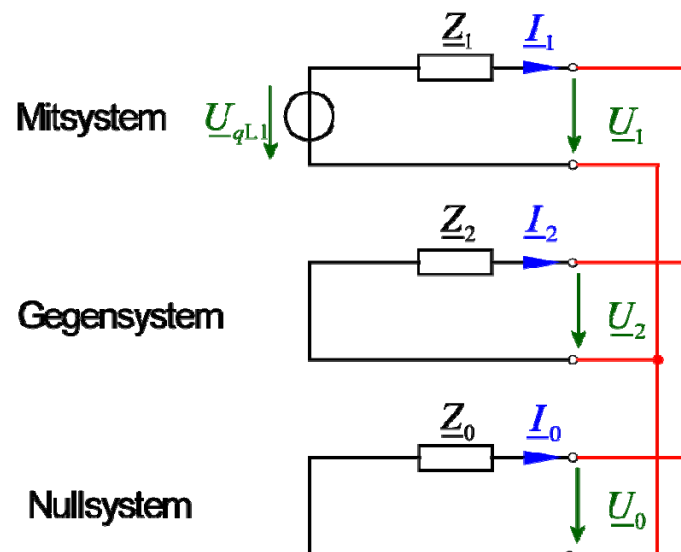 Z1 I1
Mitsystem UqL1 U1
Z2 I2
Gegensystem U2
Z0 I0
Nullsystem U0